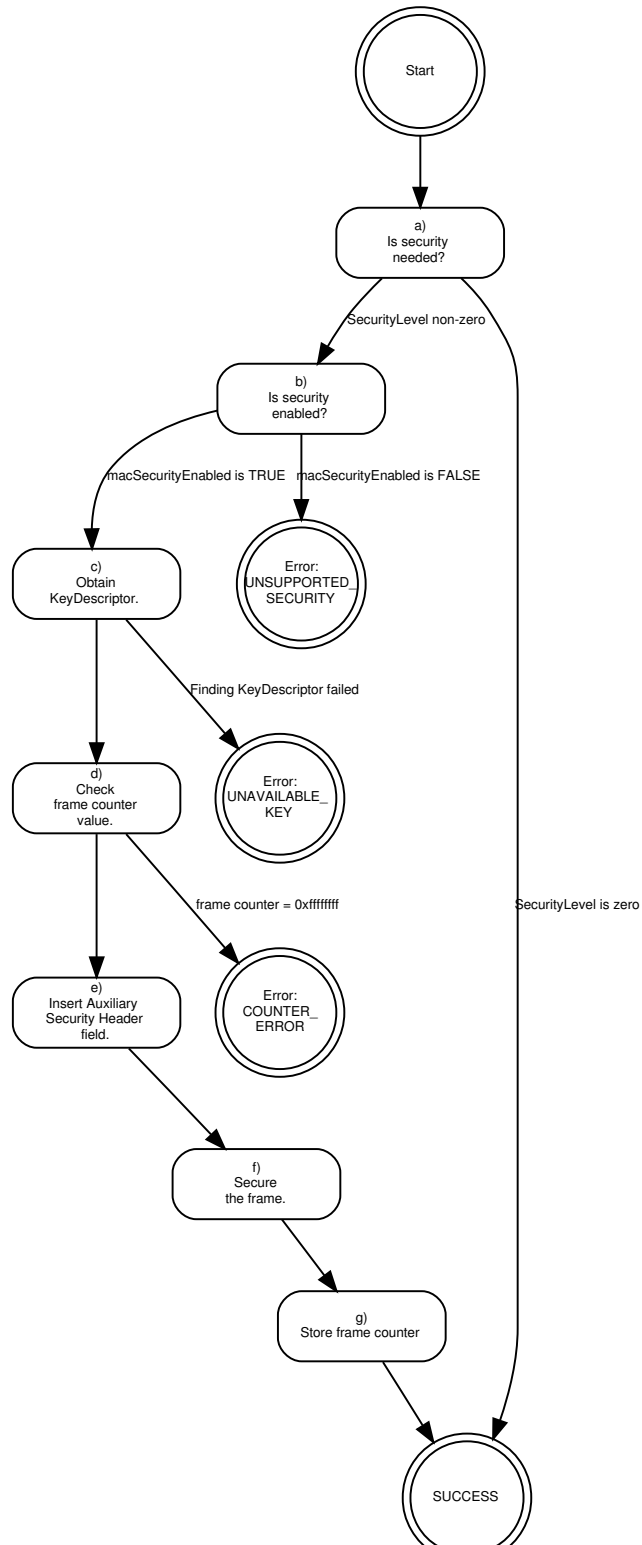 Start
a)
Is security
needed?
SecurityLevel non-zero
b)
Is security
enabled?
macSecurityEnabled is TRUE
macSecurityEnabled is FALSE
c)
Obtain
KeyDescriptor.
Error:
UNSUPPORTED_
SECURITY
Finding KeyDescriptor failed
d)
Check
frame counter
value.
Error:
UNAVAILABLE_
KEY
frame counter = 0xffffffff
SecurityLevel is zero
e)
Insert Auxiliary
Security Header
field.
Error:
COUNTER_
ERROR
f)
Secure
the frame.
g)
Store frame counter
SUCCESS